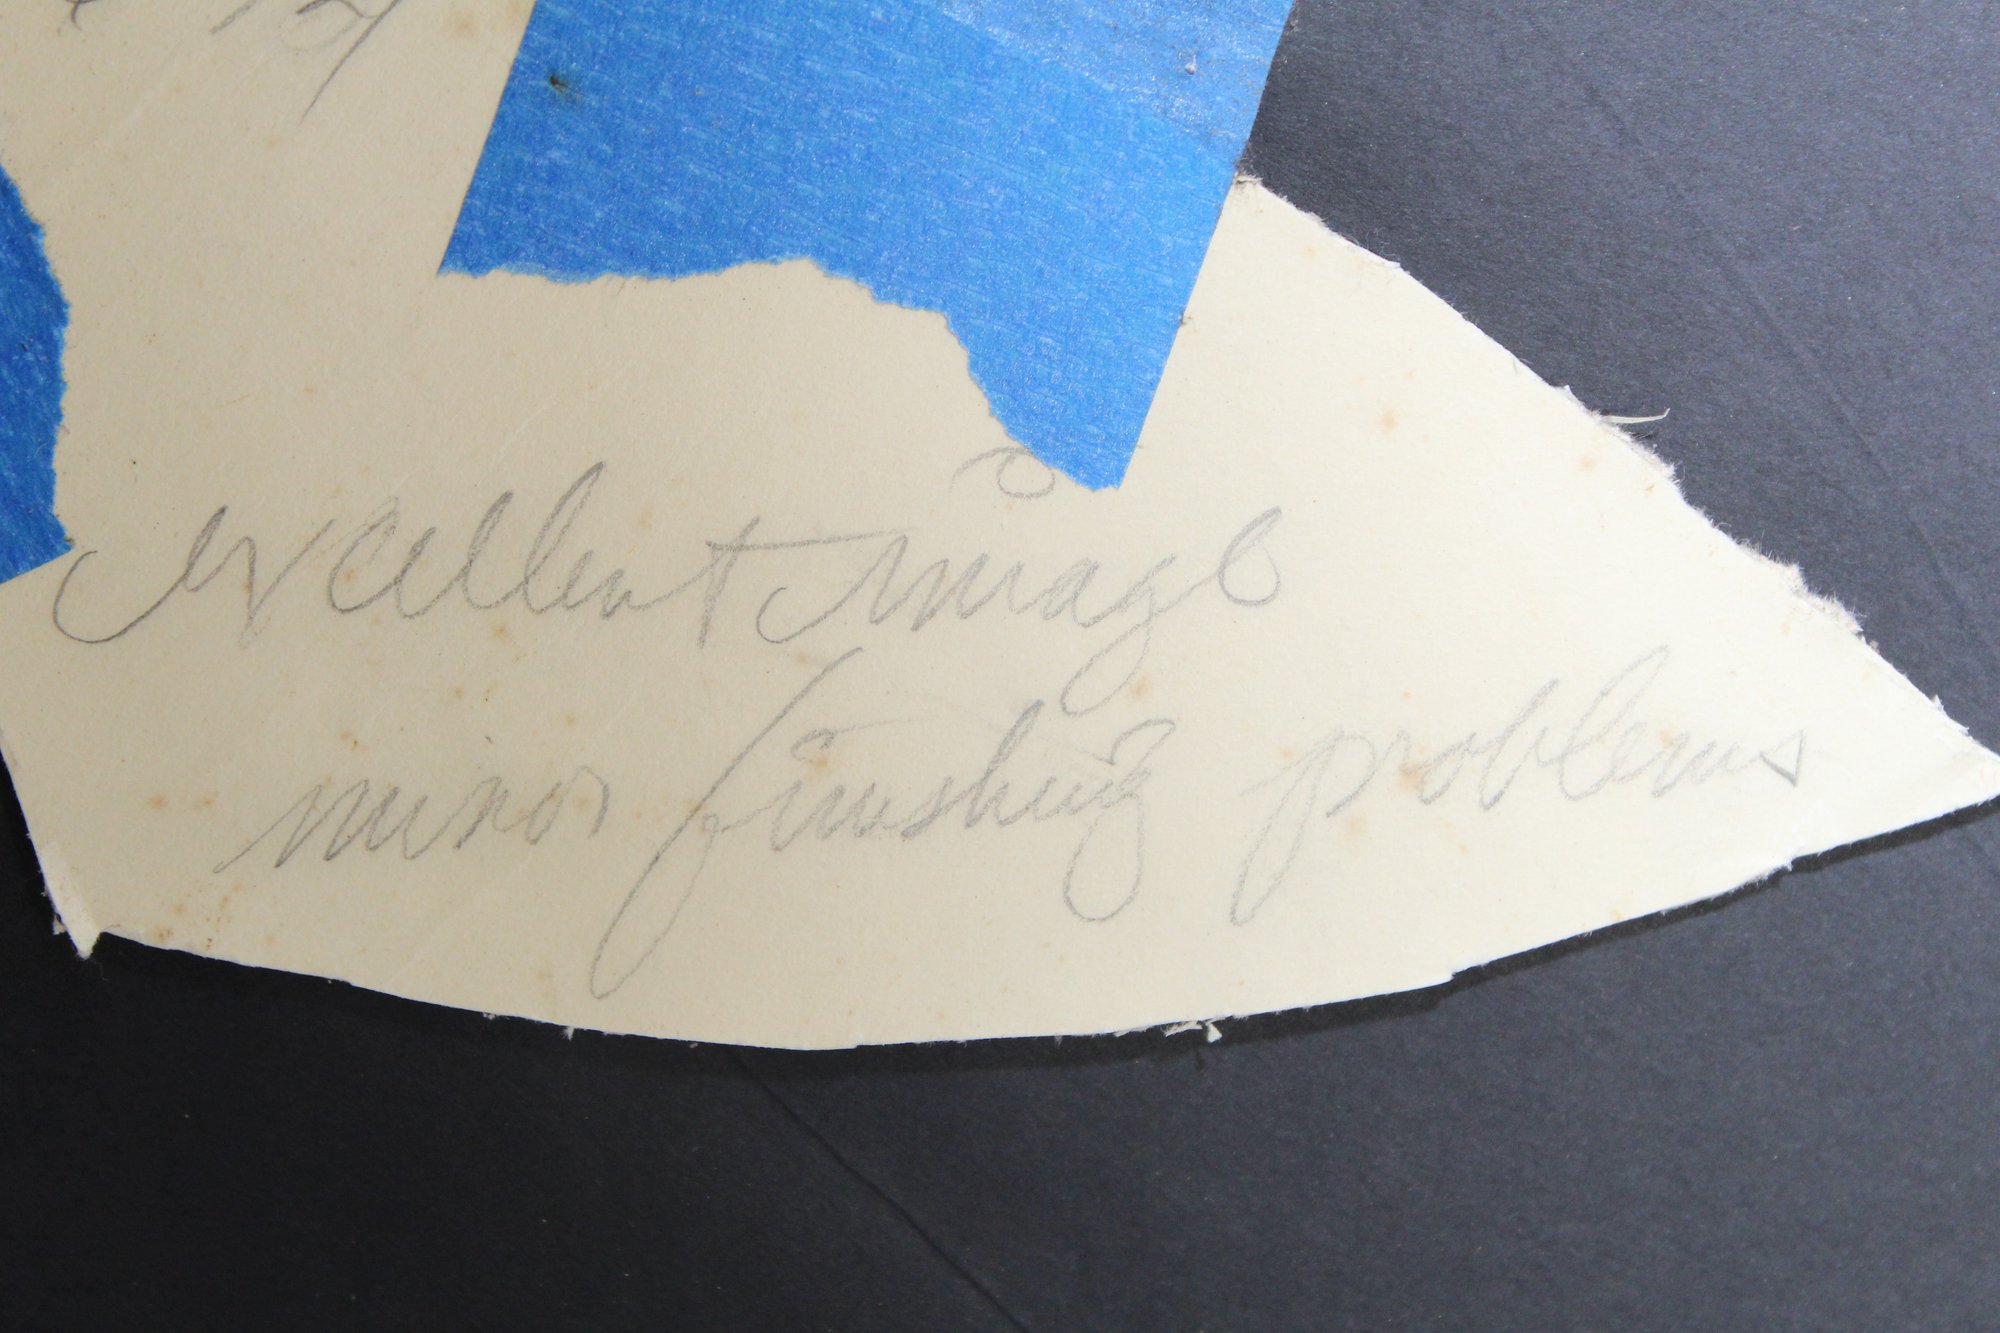 excellent image
minor finishing problems